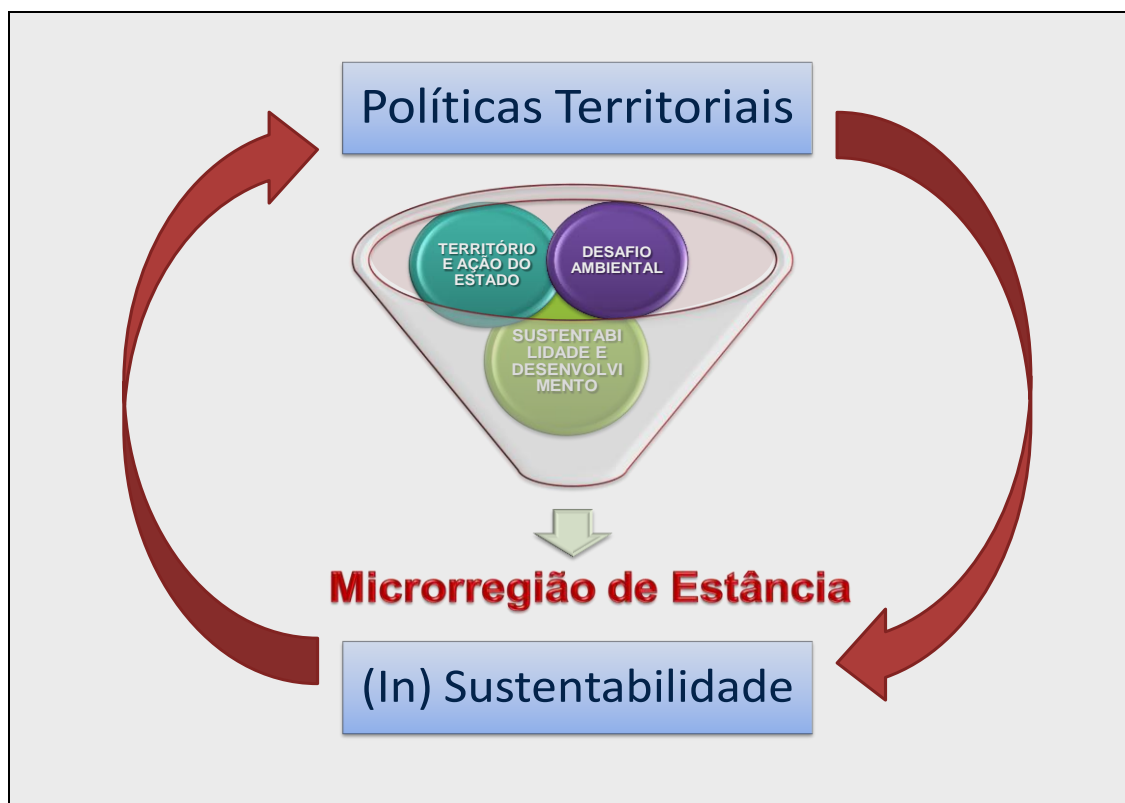 Políticas Territoriais
TERRITÓRIO
E AÇÃO DO
ESTADO
DESAFIO
AMBIENTAL
SUSTENTABI
LIDADE E
DESENVOLVI
MENTO
Microrregião de Estância
(In) Sustentabilidade